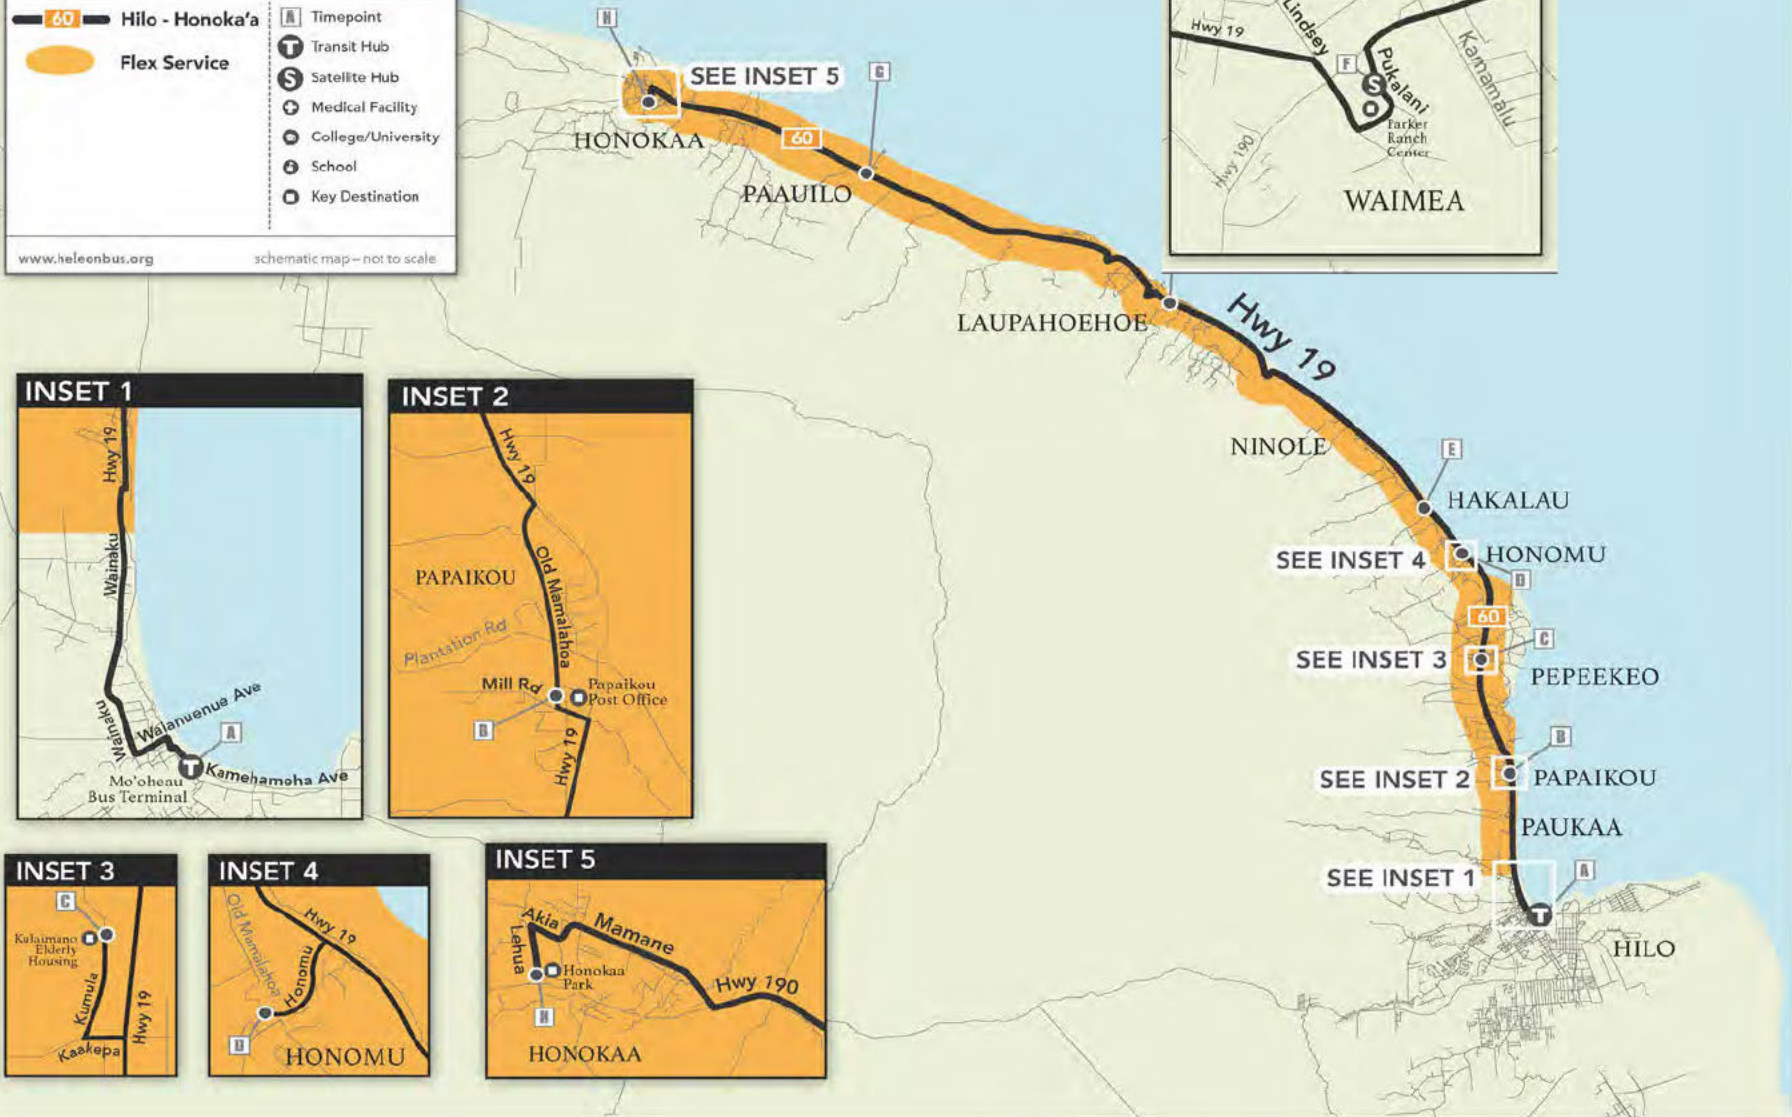 60 Hilo - Honoka'a
Flex Service
A Timepoint
T Transit Hub
S Satellite Hub
Medical Facility
College/University
School
Key Destination
www.heleonbus.org
schematic map – not to scale
H
SEE INSET 5
HONOKAA
60
G
PAAUILO
LAUPAHOEHOE
Hwy 19
NINOLE
E
HAKALAU
SEE INSET 4
HONOMU
D
60
C
SEE INSET 3
PEPEEKEO
B
SEE INSET 2
PAPAIKOU
PAUKAA
SEE INSET 1
A
T
HILO
Hwy 19
Lindsey
F
S
Pukalani
Kamamalu
Parker
Ranch
Center
Hwy 190
WAIMEA
INSET 1
Hwy 19
Wainaku
Wainaku
Waianuenue Ave
A
T
Kamehameha Ave
Mo'oheau
Bus Terminal
INSET 2
Hwy 19
PAPAIKOU
Old Mamalahoa
Plantation Rd
Mill Rd
Papaikou
Post Office
B
Hwy 19
INSET 3
C
Kulaimano
Elderly
Housing
Kumula
Hwy 19
Kaakepa
INSET 4
Old Mamalahoa
Hwy 19
Honomu
D
HONOMU
INSET 5
Akia
Mamane
Lehua
Honokaa
Park
Hwy 190
H
HONOKAA